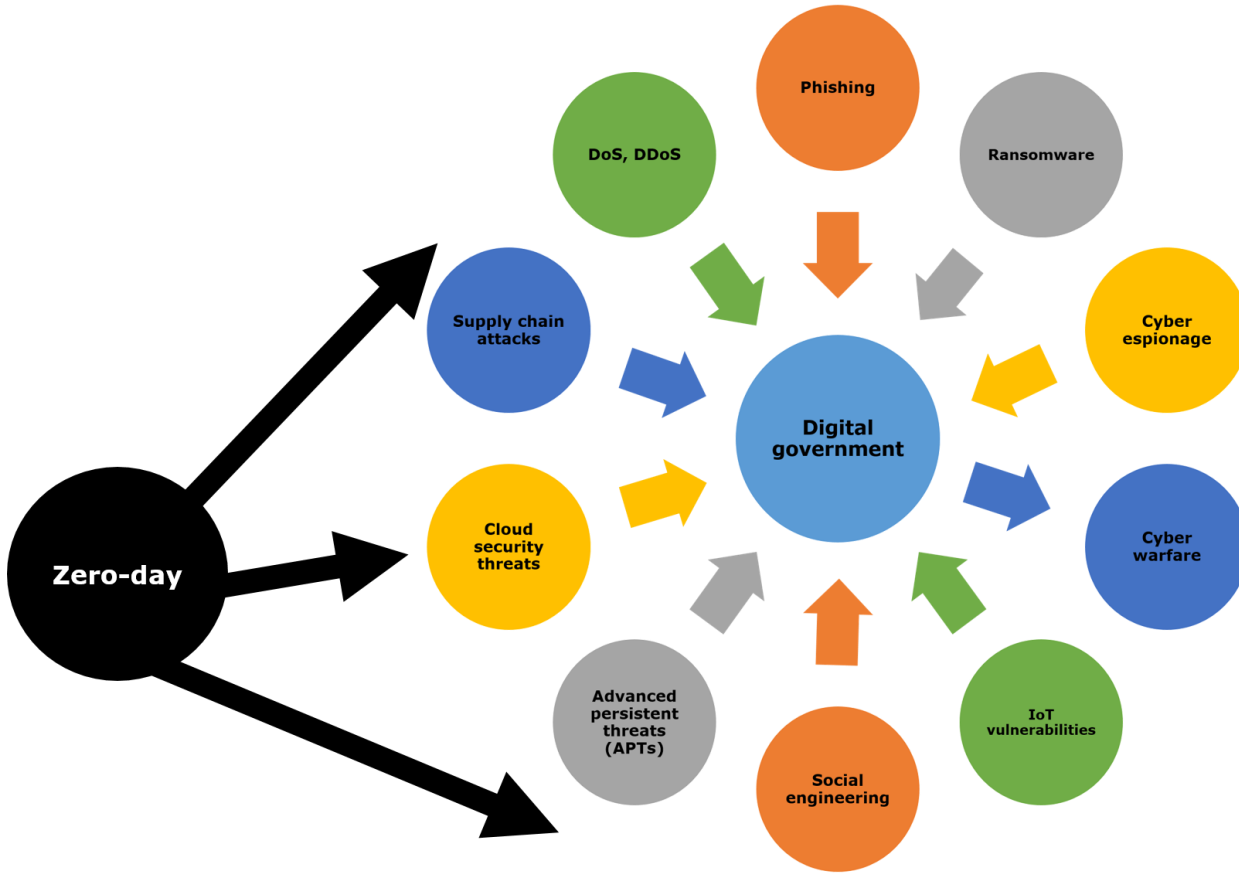 Phishing
DoS, DDoS
Ransomware
Supply chain
attacks
Cyber
espionage
Digital
government
Zero-day
Cloud
security
threats
Cyber
warfare
Advanced
persistent
threats
(APTs)
IoT
vulnerabilities
Social
engineering